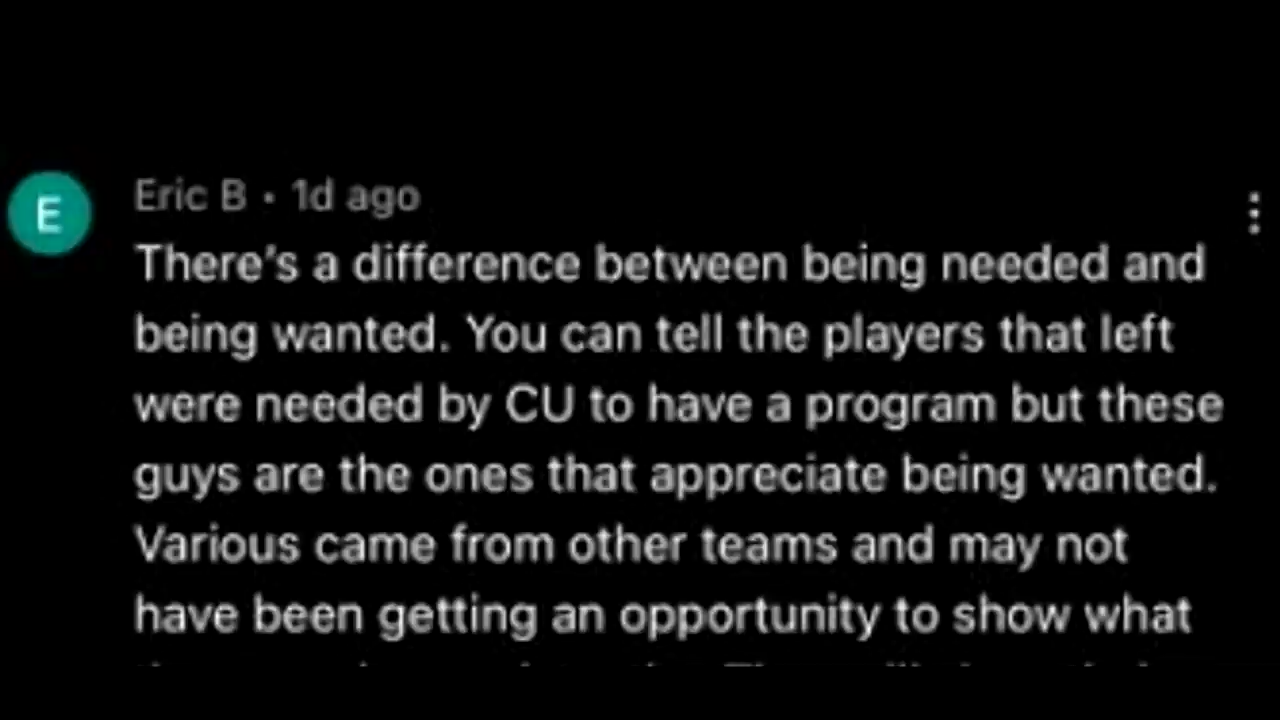 E
Eric B • 1d ago
There's a difference between being needed and
being wanted. You can tell the players that left
were needed by CU to have a program but these
guys are the ones that appreciate being wanted.
Various came from other teams and may not
have been getting an opportunity to show what